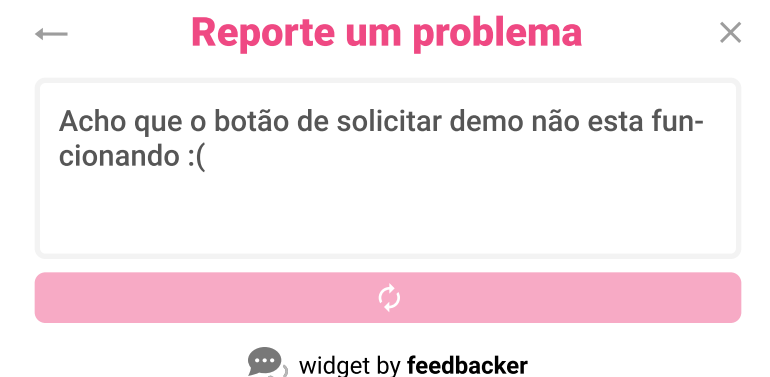 Reporte um problema
Acho que o botão de solicitar demo não esta fun-
cionando :(
widget by feedbacker